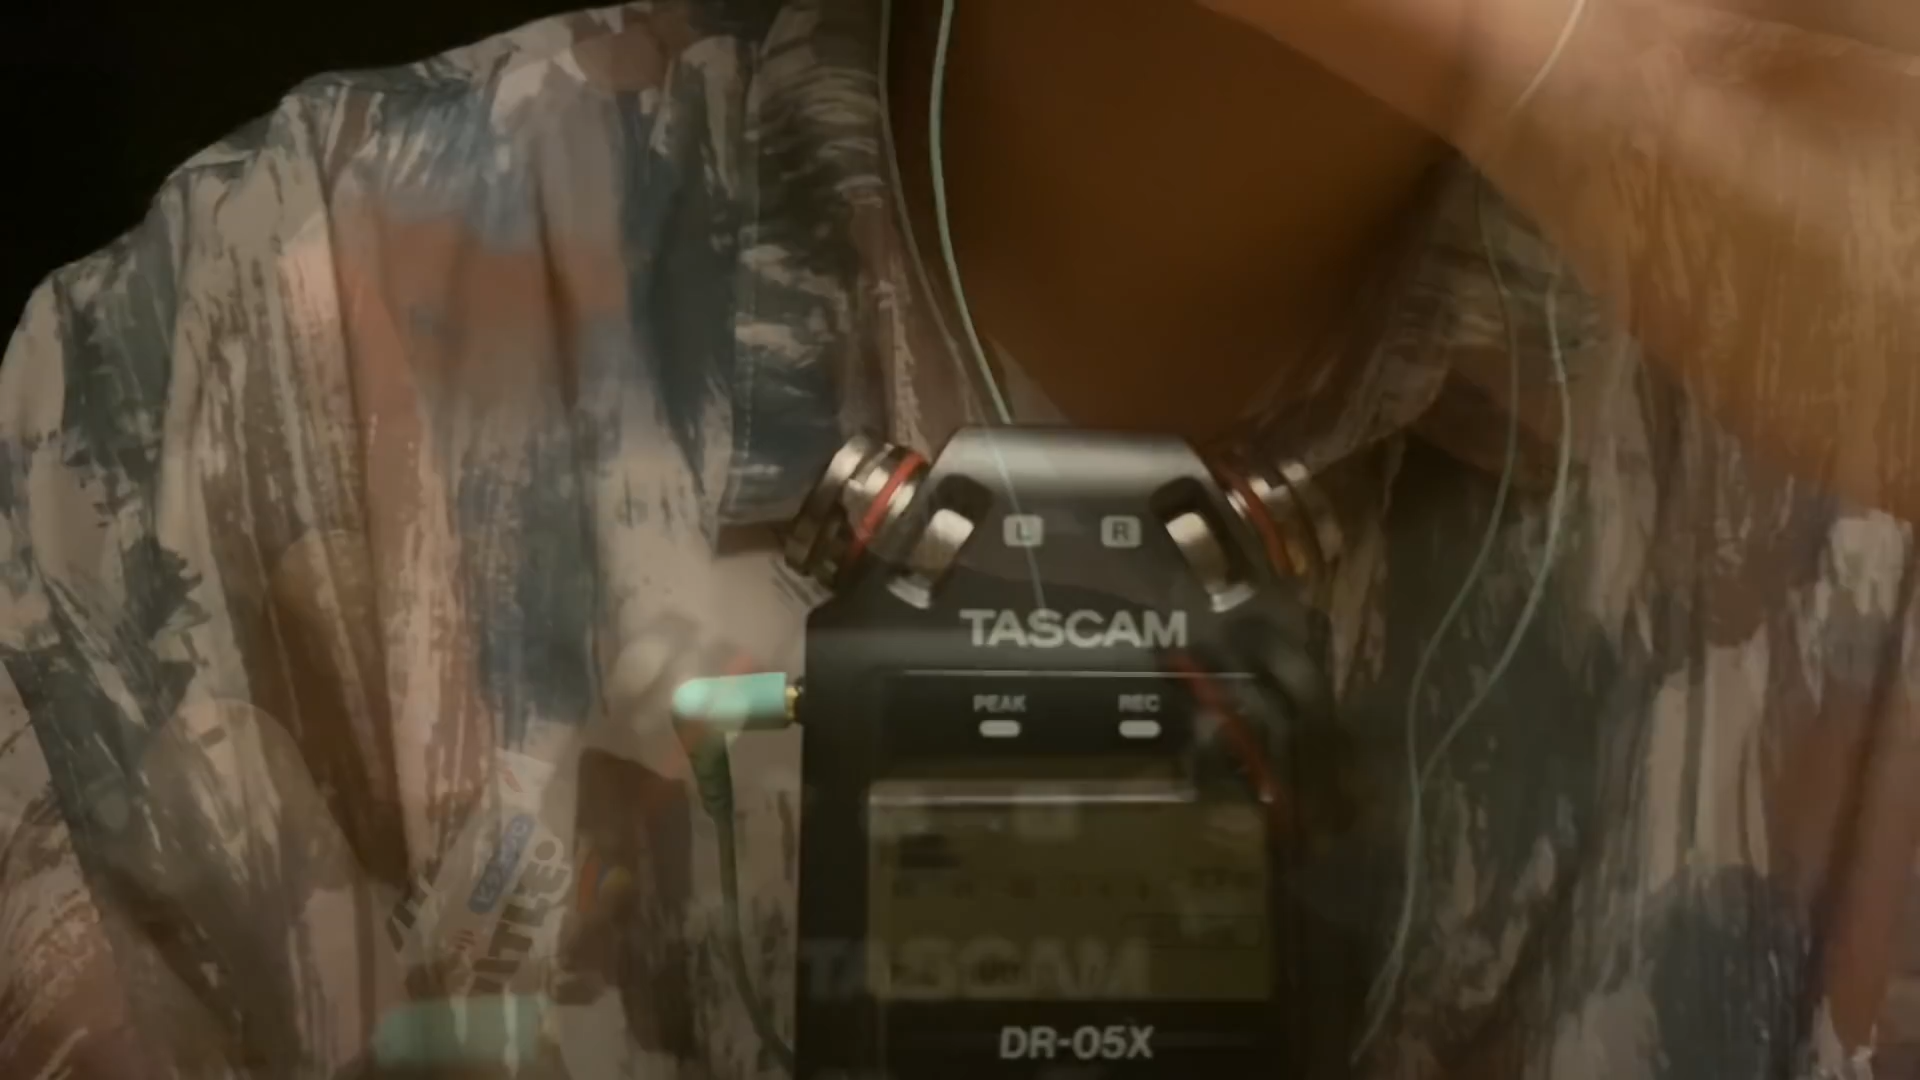 L R
TASCAM
PEAK REC
TASCAM
DR-05X